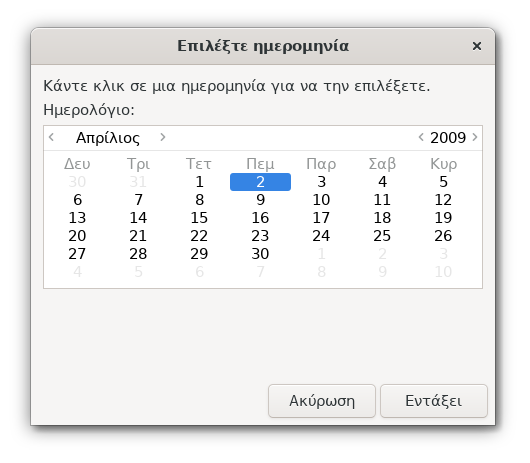 Επιλέξτε ημερομηνία ×
Κάντε κλικ σε μια ημερομηνία για να την επιλέξετε.
Ημερολόγιο:
‹ Απρίλιος › ‹ 2009 ›
Δευ Τρι Τετ Πεμ Παρ Σαβ Κυρ
30 31 1 2 3 4 5
6 7 8 9 10 11 12
13 14 15 16 17 18 19
20 21 22 23 24 25 26
27 28 29 30 1 2 3
4 5 6 7 8 9 10
Ακύρωση Εντάξει